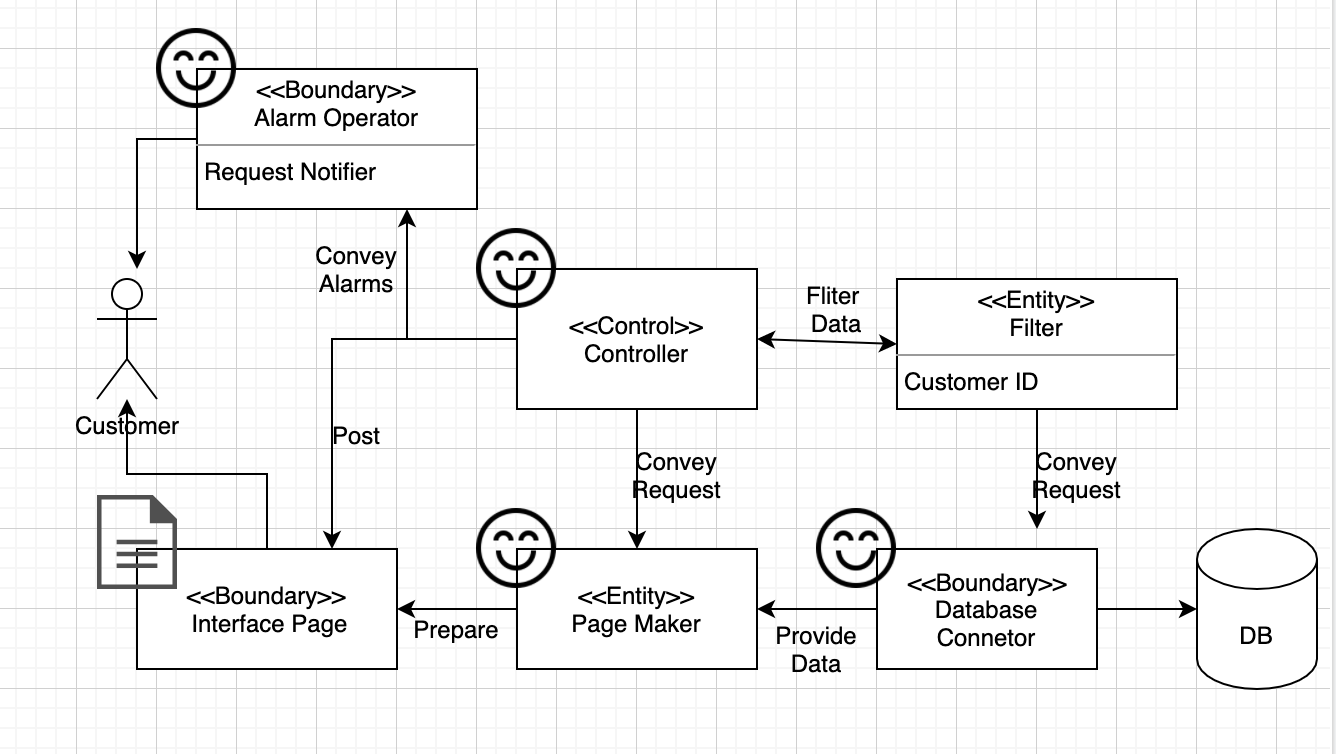 <<Boundary>>
Alarm Operator
Request Notifier
Convey
Alarms
<<Control>>
Controller
Fliter
Data
<<Entity>>
Filter
Customer ID
Customer
Post
Convey
Request
Convey
Request
<<Boundary>>
Interface Page
Prepare
<<Entity>>
Page Maker
Provide
Data
<<Boundary>>
Database
Connetor
DB